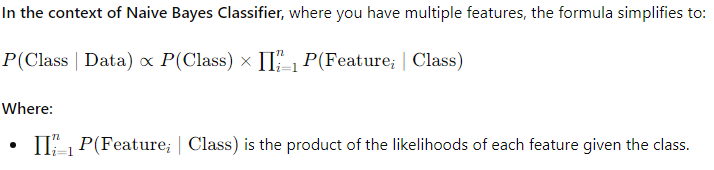 In the context of Naive Bayes Classifier, where you have multiple features, the formula simplifies to:
P(Class | Data) ∝ P(Class) × ∏ⁿᵢ₌₁ P(Featureᵢ | Class)
Where:
• ∏ⁿᵢ₌₁ P(Featureᵢ | Class) is the product of the likelihoods of each feature given the class.